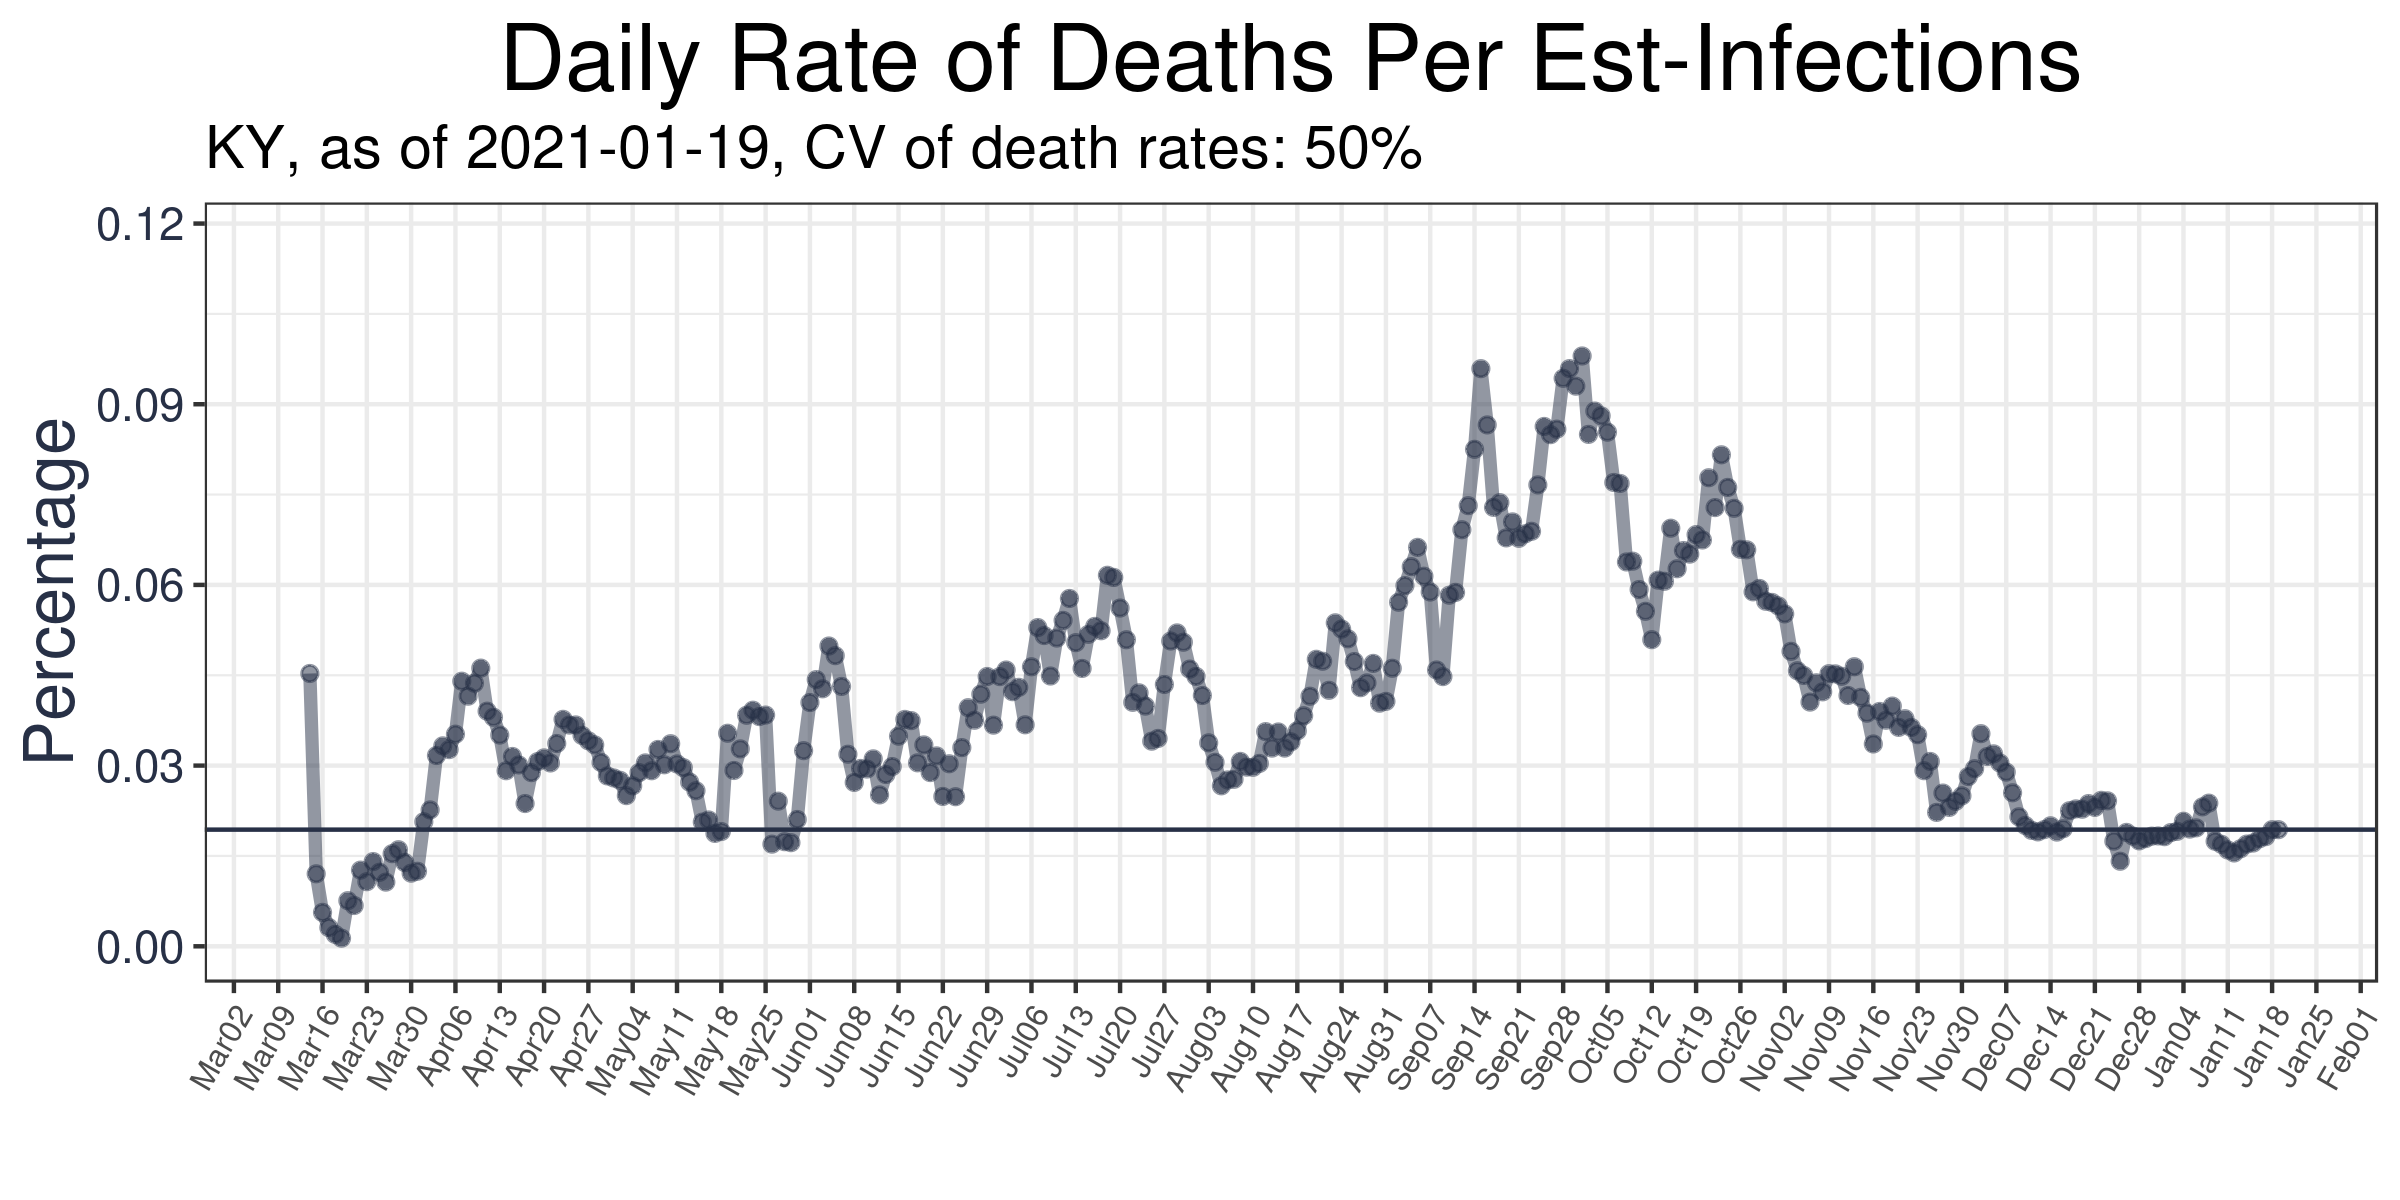 Daily Rate of Deaths Per Est-Infections
KY, as of 2021-01-19, CV of death rates: 50%
Percentage
0.12
0.09
0.06
0.03
0.00
Mar02
Mar09
Mar16
Mar23
Mar30
Apr06
Apr13
Apr20
Apr27
May04
May11
May18
May25
Jun01
Jun08
Jun15
Jun22
Jun29
Jul06
Jul13
Jul20
Jul27
Aug03
Aug10
Aug17
Aug24
Aug31
Sep07
Sep14
Sep21
Sep28
Oct05
Oct12
Oct19
Oct26
Nov02
Nov09
Nov16
Nov23
Nov30
Dec07
Dec14
Dec21
Dec28
Jan04
Jan11
Jan18
Jan25
Feb01